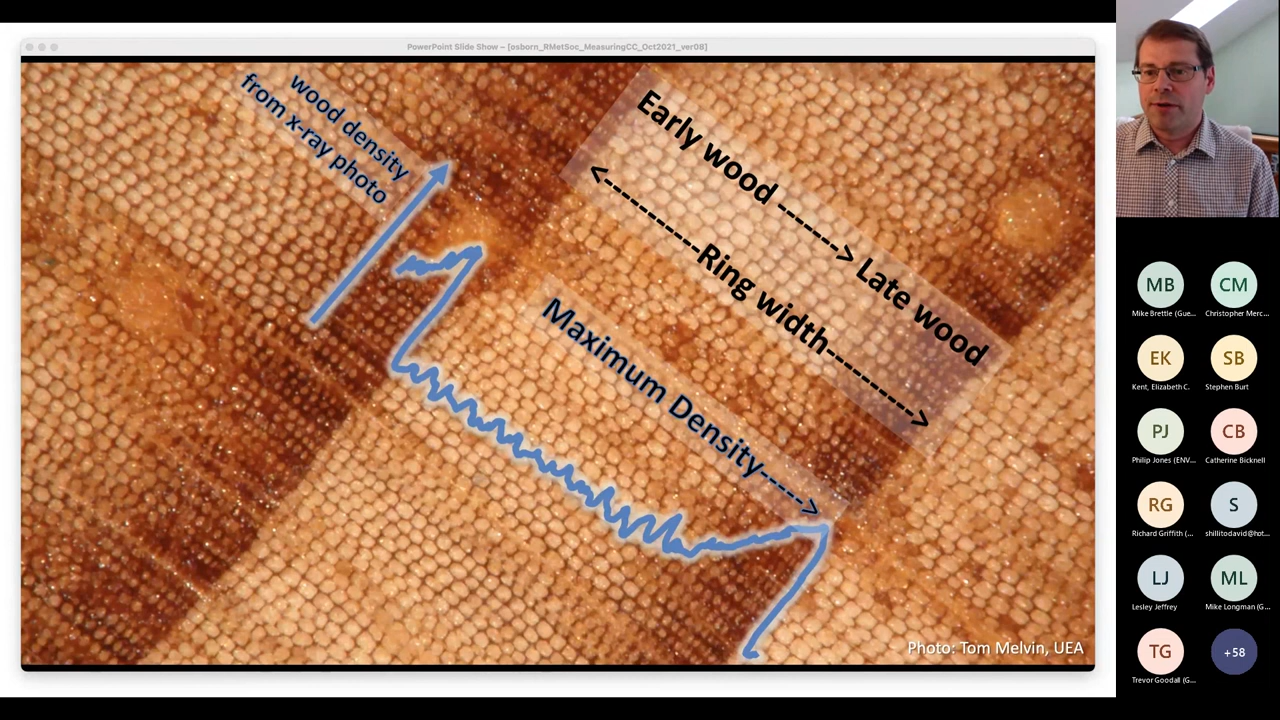 PowerPoint Slide Show – [osborn_RMetSoc_MeasuringCC_Oct2021_ver08]
wood density
from x-ray photo
Early wood ------> Late wood
<--------Ring width-------->
Maximum Density----->
Photo: Tom Melvin, UEA
MB
Mike Brettle (Gue...
CM
Christopher Merc...
EK
Kent, Elizabeth C.
SB
Stephen Burt
PJ
Philip Jones (ENV...
CB
Catherine Bicknell
RG
Richard Griffith (...
S
shillitodavid@hot...
LJ
Lesley Jeffrey
ML
Mike Longman (G...
TG
Trevor Goodall (G...
+58